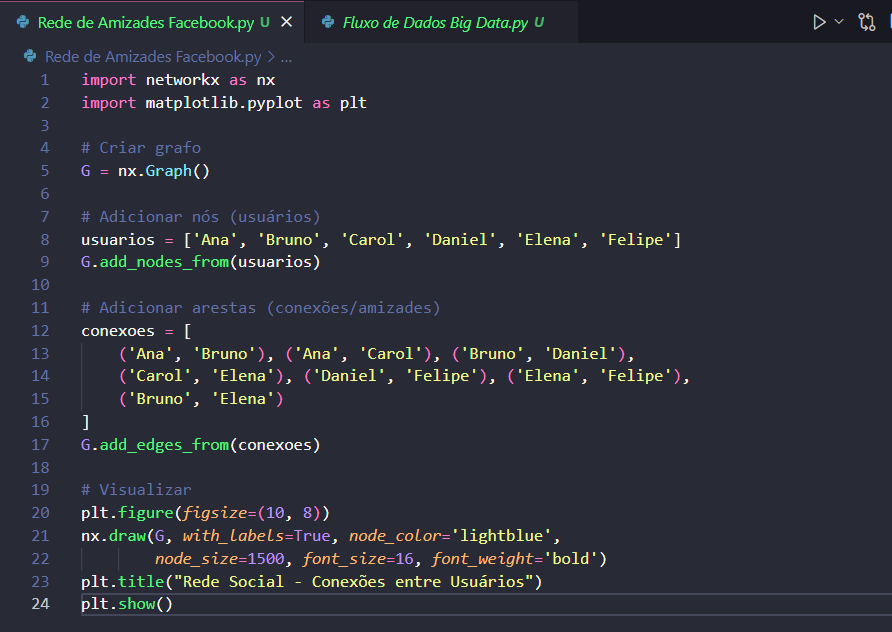 Rede de Amizades Facebook.py U Fluxo de Dados Big Data.py U
Rede de Amizades Facebook.py > ...
1 import networkx as nx
2 import matplotlib.pyplot as plt
3
4 # Criar grafo
5 G = nx.Graph()
6
7 # Adicionar nós (usuários)
8 usuarios = ['Ana', 'Bruno', 'Carol', 'Daniel', 'Elena', 'Felipe']
9 G.add_nodes_from(usuarios)
10
11 # Adicionar arestas (conexões/amizades)
12 conexoes = [
13     ('Ana', 'Bruno'), ('Ana', 'Carol'), ('Bruno', 'Daniel'),
14     ('Carol', 'Elena'), ('Daniel', 'Felipe'), ('Elena', 'Felipe'),
15     ('Bruno', 'Elena')
16 ]
17 G.add_edges_from(conexoes)
18
19 # Visualizar
20 plt.figure(figsize=(10, 8))
21 nx.draw(G, with_labels=True, node_color='lightblue',
22         node_size=1500, font_size=16, font_weight='bold')
23 plt.title("Rede Social - Conexões entre Usuários")
24 plt.show()